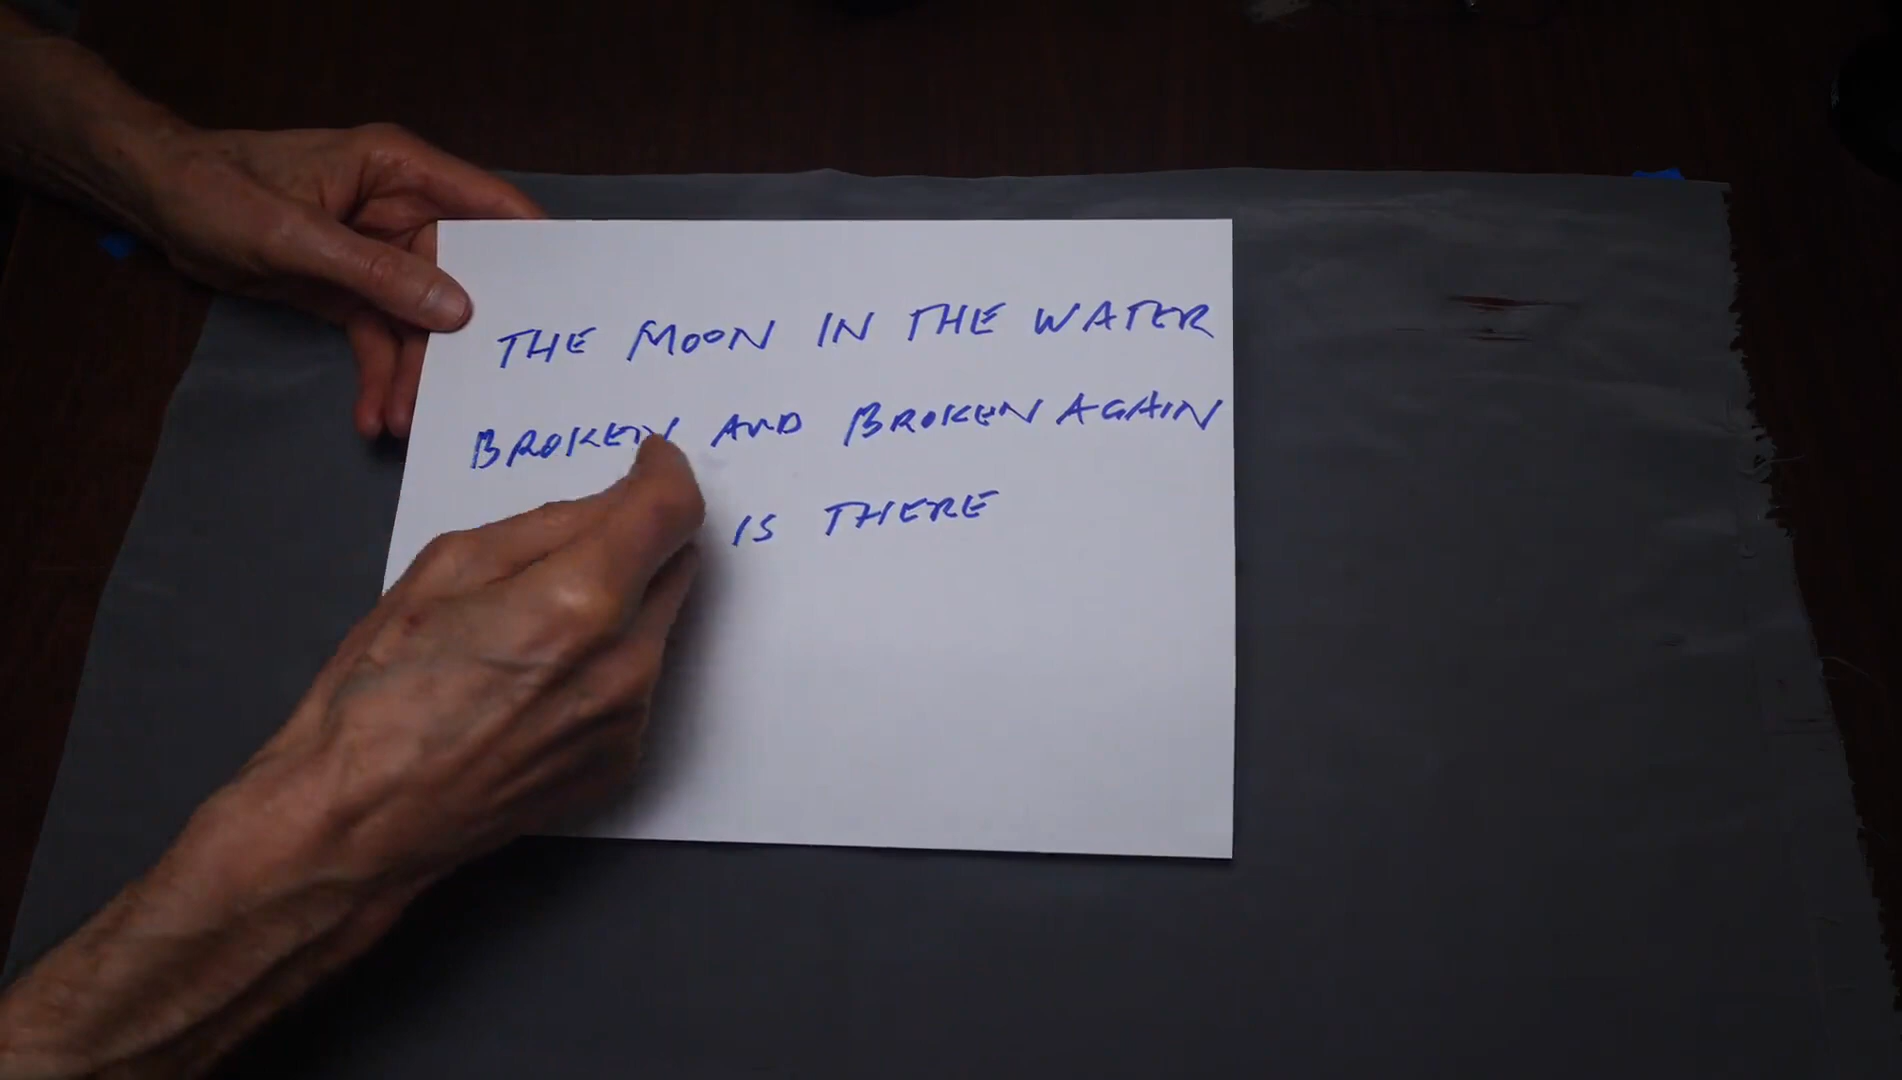 THE MOON IN THE WATER
BROKEN AND BROKEN AGAIN
IS THERE